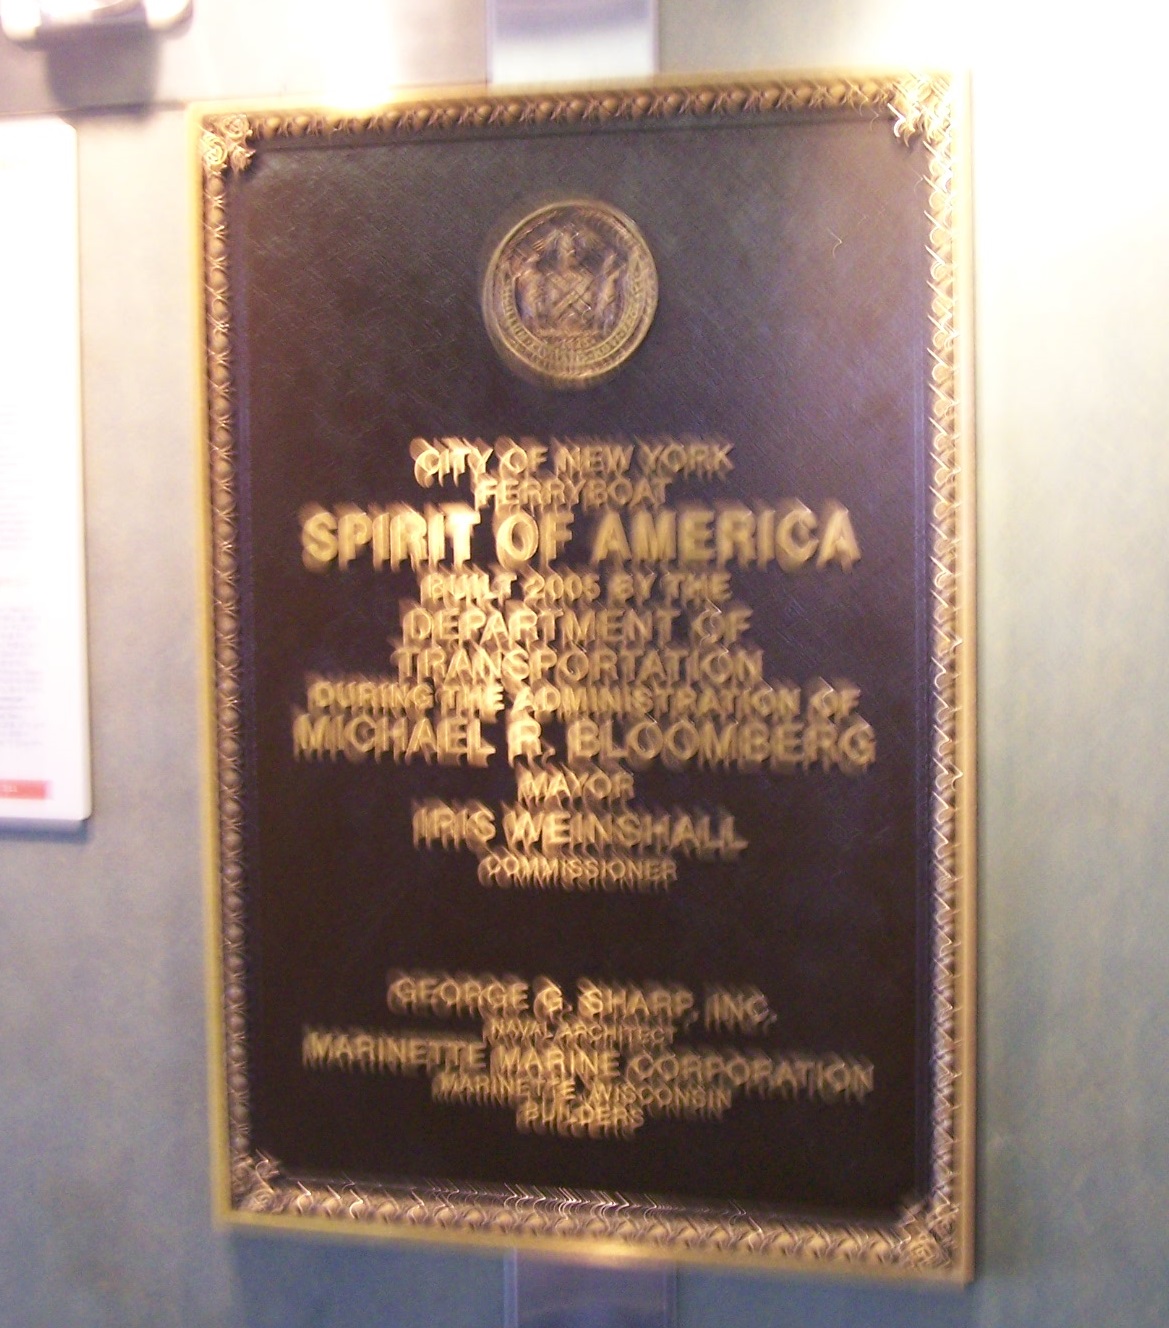 CITY OF NEW YORK
FERRYBOAT
SPIRIT OF AMERICA
BUILT 2005 BY THE
DEPARTMENT OF
TRANSPORTATION
DURING THE ADMINISTRATION OF
MICHAEL R. BLOOMBERG
MAYOR
IRIS WEINSHALL
COMMISSIONER
GEORGE G. SHARP, INC.
NAVAL ARCHITECT
MARINETTE MARINE CORPORATION
MARINETTE, WISCONSIN
BUILDERS